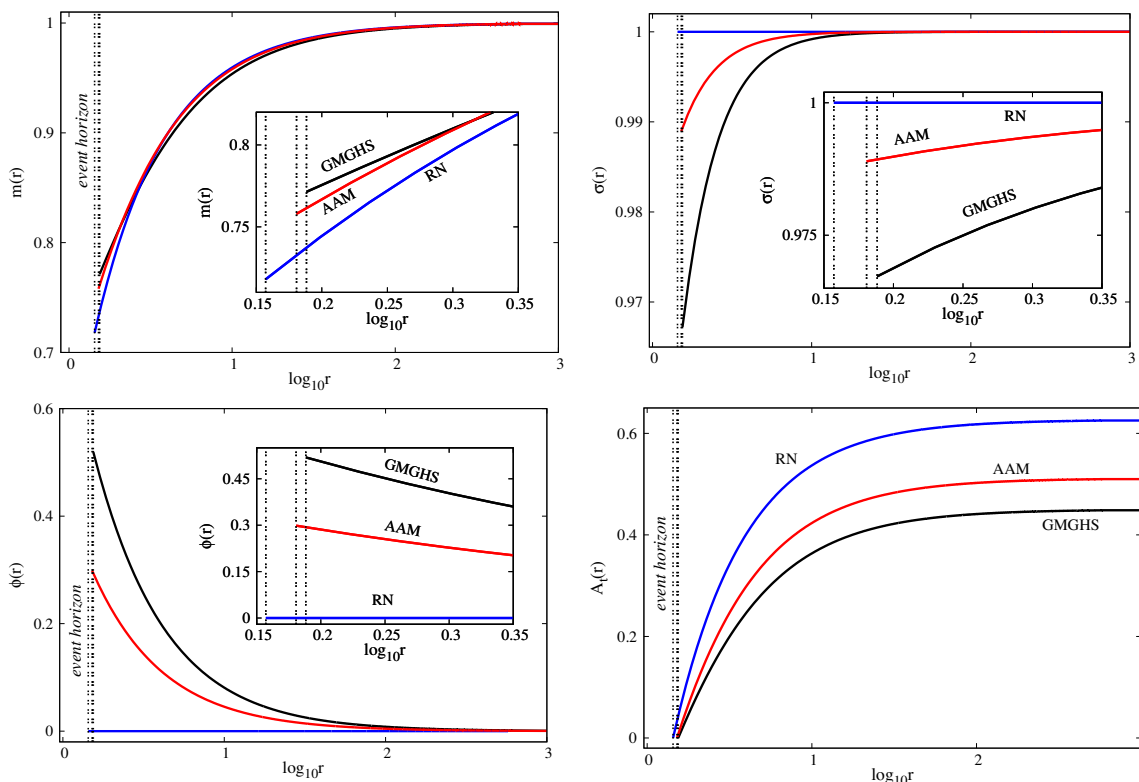 1
0.9
0.8
0.7
m(r)
event horizon
0 1 2 3
log10r
0.8
0.75
m(r)
GMGHS
AAM
RN
0.15 0.2 0.25 0.3 0.35
log10r
1
0.99
0.98
0.97
σ(r)
0 1 2 3
log10r
1
0.975
σ(r)
RN
AAM
GMGHS
0.15 0.2 0.25 0.3 0.35
log10r
0.6
0.4
0.2
0
ϕ(r)
event horizon
0 1 2 3
log10r
0.45
0.3
0.15
0
ϕ(r)
GMGHS
AAM
RN
0.15 0.2 0.25 0.3 0.35
log10r
0.6
0.4
0.2
0
At(r)
event horizon
RN
AAM
GMGHS
0 1 2
log10r